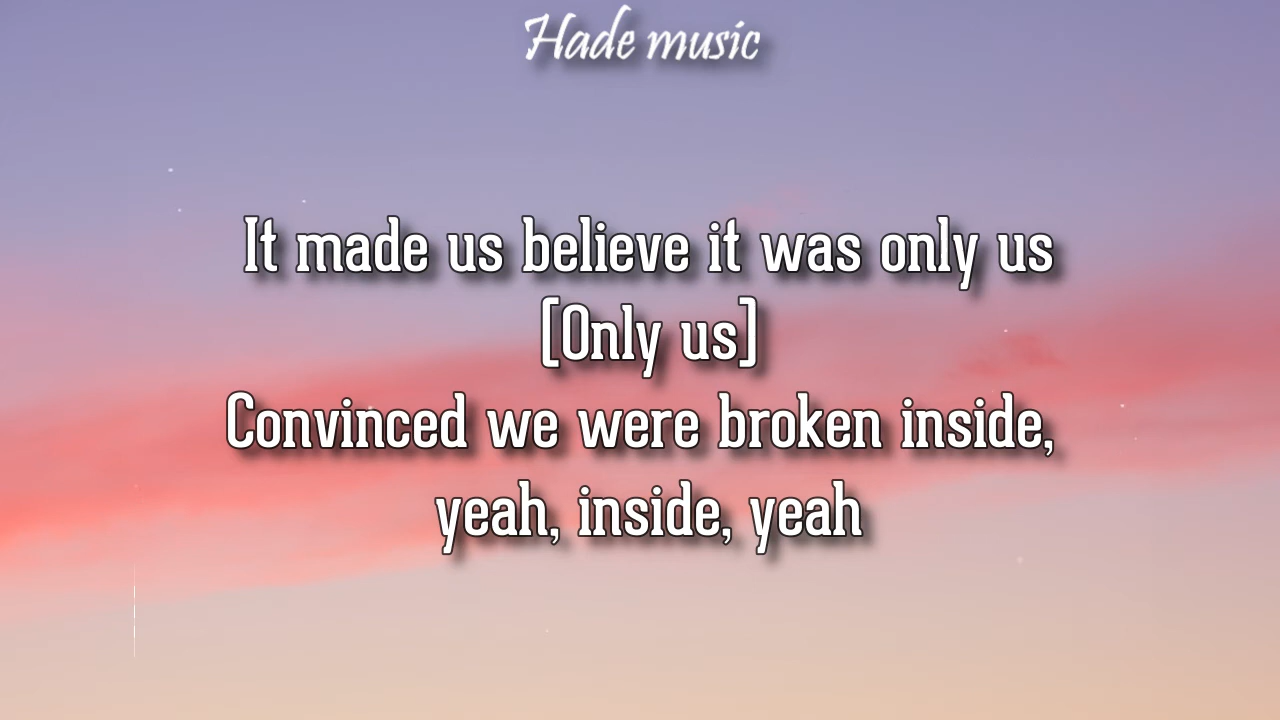 Hade music
It made us believe it was only us
[Only us]
Convinced we were broken inside,
yeah, inside, yeah